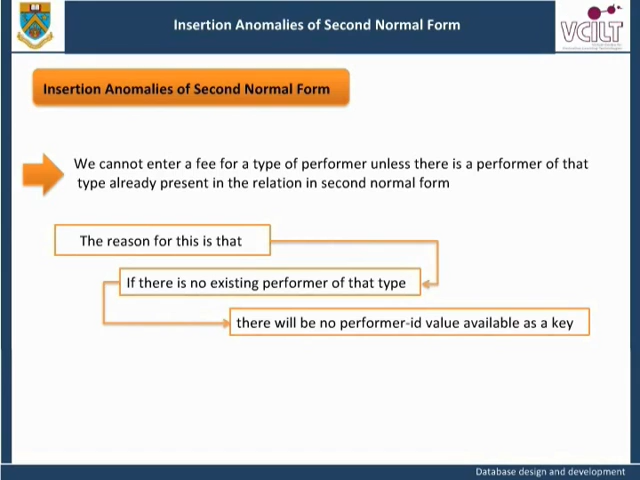 Insertion Anomalies of Second Normal Form
VCILT
Insertion Anomalies of Second Normal Form
We cannot enter a fee for a type of performer unless there is a performer of that
type already present in the relation in second normal form
The reason for this is that
If there is no existing performer of that type
there will be no performer-id value available as a key
Database design and development